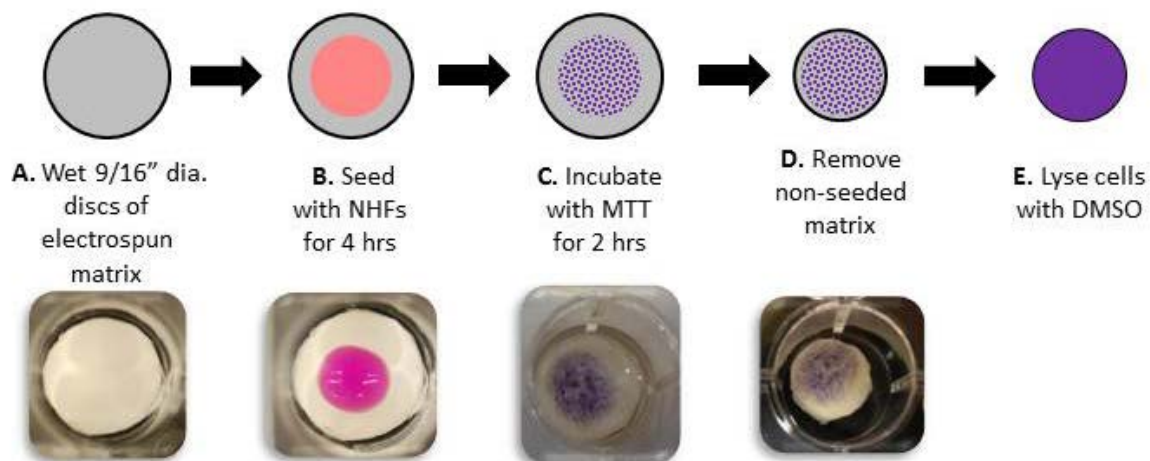 A. Wet 9/16” dia.
discs of
electrospun
matrix
B. Seed
with NHFs
for 4 hrs
C. Incubate
with MTT
for 2 hrs
D. Remove
non-seeded
matrix
E. Lyse cells
with DMSO